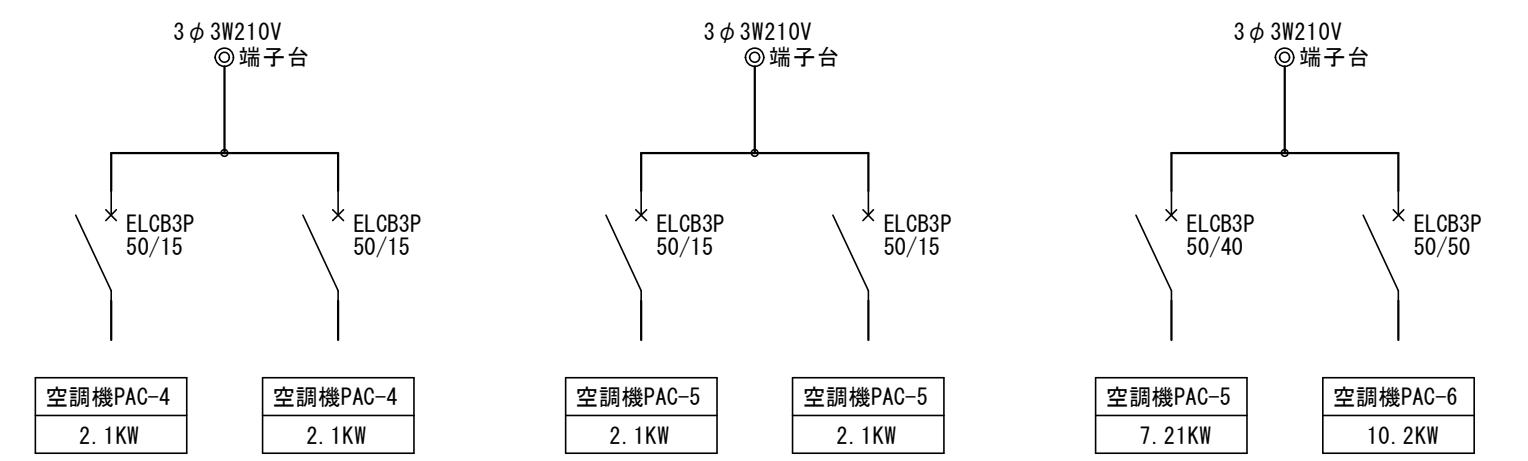 3φ3W210V
◎端子台
ELCB3P
50/15
ELCB3P
50/15
空調機PAC-4
2.1KW
空調機PAC-4
2.1KW
3φ3W210V
◎端子台
ELCB3P
50/15
ELCB3P
50/15
空調機PAC-5
2.1KW
空調機PAC-5
2.1KW
3φ3W210V
◎端子台
ELCB3P
50/40
ELCB3P
50/50
空調機PAC-5
7.21KW
空調機PAC-6
10.2KW